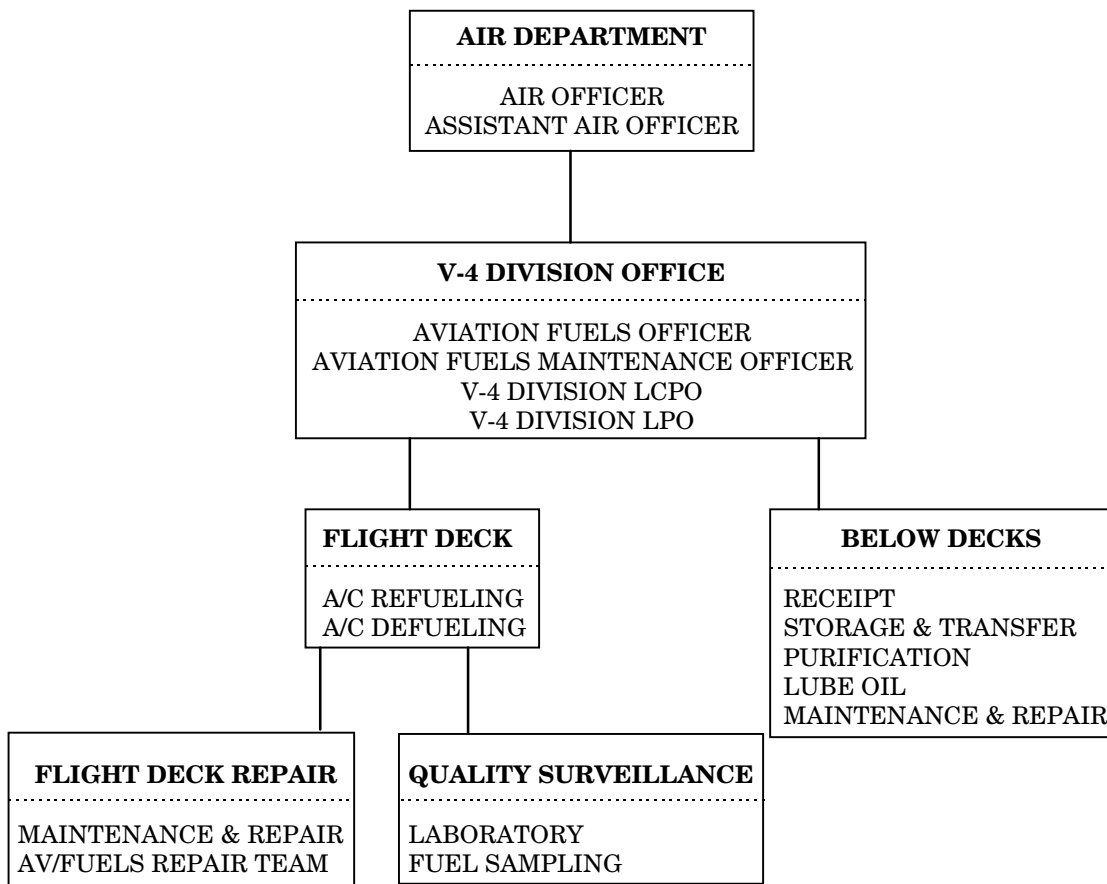 AIR DEPARTMENT
AIR OFFICER
ASSISTANT AIR OFFICER
V-4 DIVISION OFFICE
AVIATION FUELS OFFICER
AVIATION FUELS MAINTENANCE OFFICER
V-4 DIVISION LCPO
V-4 DIVISION LPO
FLIGHT DECK
A/C REFUELING
A/C DEFUELING
BELOW DECKS
RECEIPT
STORAGE & TRANSFER
PURIFICATION
LUBE OIL
MAINTENANCE & REPAIR
FLIGHT DECK REPAIR
MAINTENANCE & REPAIR
AV/FUELS REPAIR TEAM
QUALITY SURVEILLANCE
LABORATORY
FUEL SAMPLING